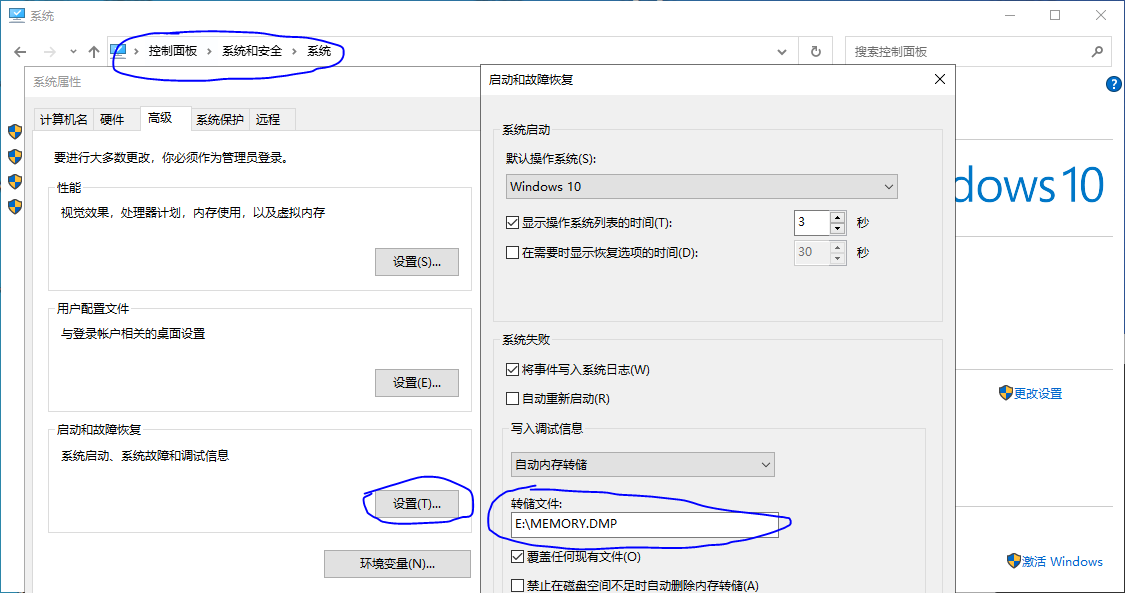 系统
控制面板 › 系统和安全 › 系统
搜索控制面板
系统属性
计算机名 硬件 高级 系统保护 远程
要进行大多数更改，你必须作为管理员登录。
性能
视觉效果，处理器计划，内存使用，以及虚拟内存
设置(S)...
用户配置文件
与登录帐户相关的桌面设置
设置(E)...
启动和故障恢复
系统启动、系统故障和调试信息
设置(T)...
环境变量(N)...
启动和故障恢复
系统启动
默认操作系统(S):
Windows 10
显示操作系统列表的时间(T): 3 秒
在需要时显示恢复选项的时间(D): 30 秒
系统失败
将事件写入系统日志(W)
自动重新启动(R)
写入调试信息
自动内存转储
转储文件:
E:\MEMORY.DMP
覆盖任何现有文件(O)
禁止在磁盘空间不足时自动删除内存转储(A)
?
dows 10
更改设置
激活 Windows